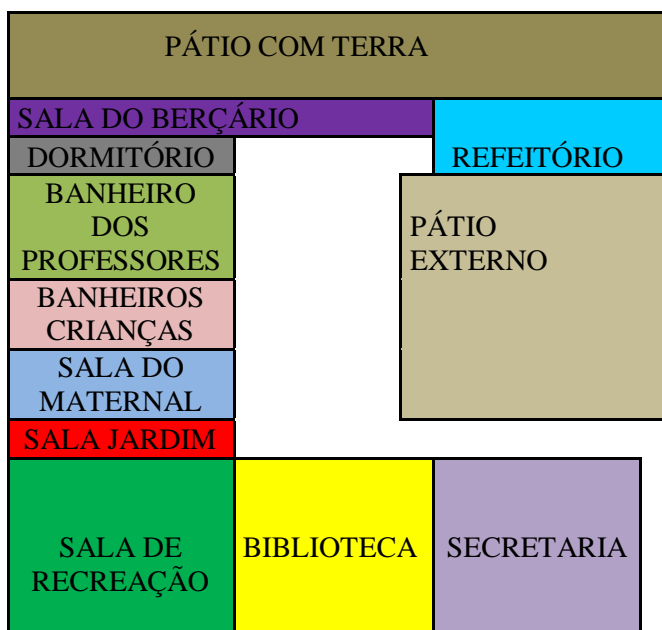 PÁTIO COM TERRA
SALA DO BERÇÁRIO
DORMITÓRIO
REFEITÓRIO
BANHEIRO
DOS
PROFESSORES
PÁTIO
EXTERNO
BANHEIROS
CRIANÇAS
SALA DO
MATERNAL
SALA JARDIM
SALA DE
RECREAÇÃO
BIBLIOTECA
SECRETARIA